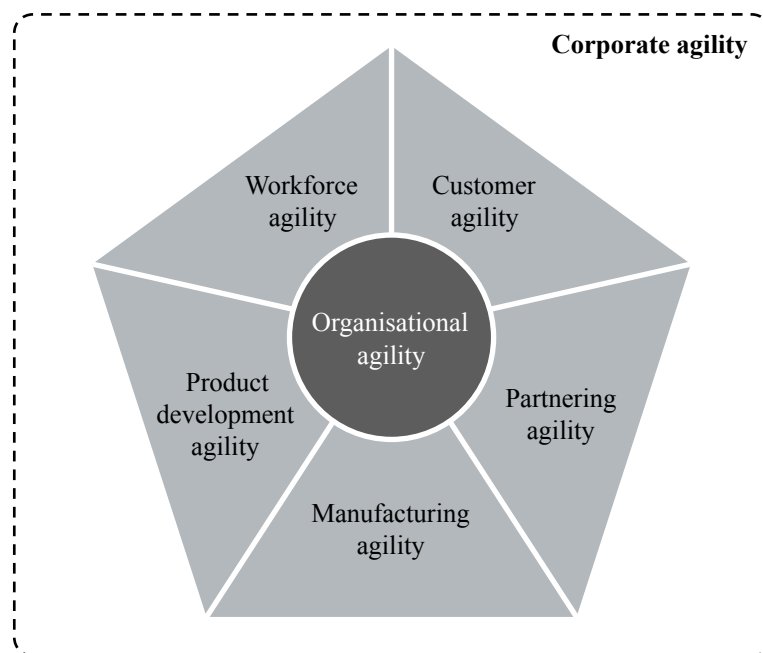 Corporate agility
Workforce
agility
Customer
agility
Organisational
agility
Product
development
agility
Partnering
agility
Manufacturing
agility